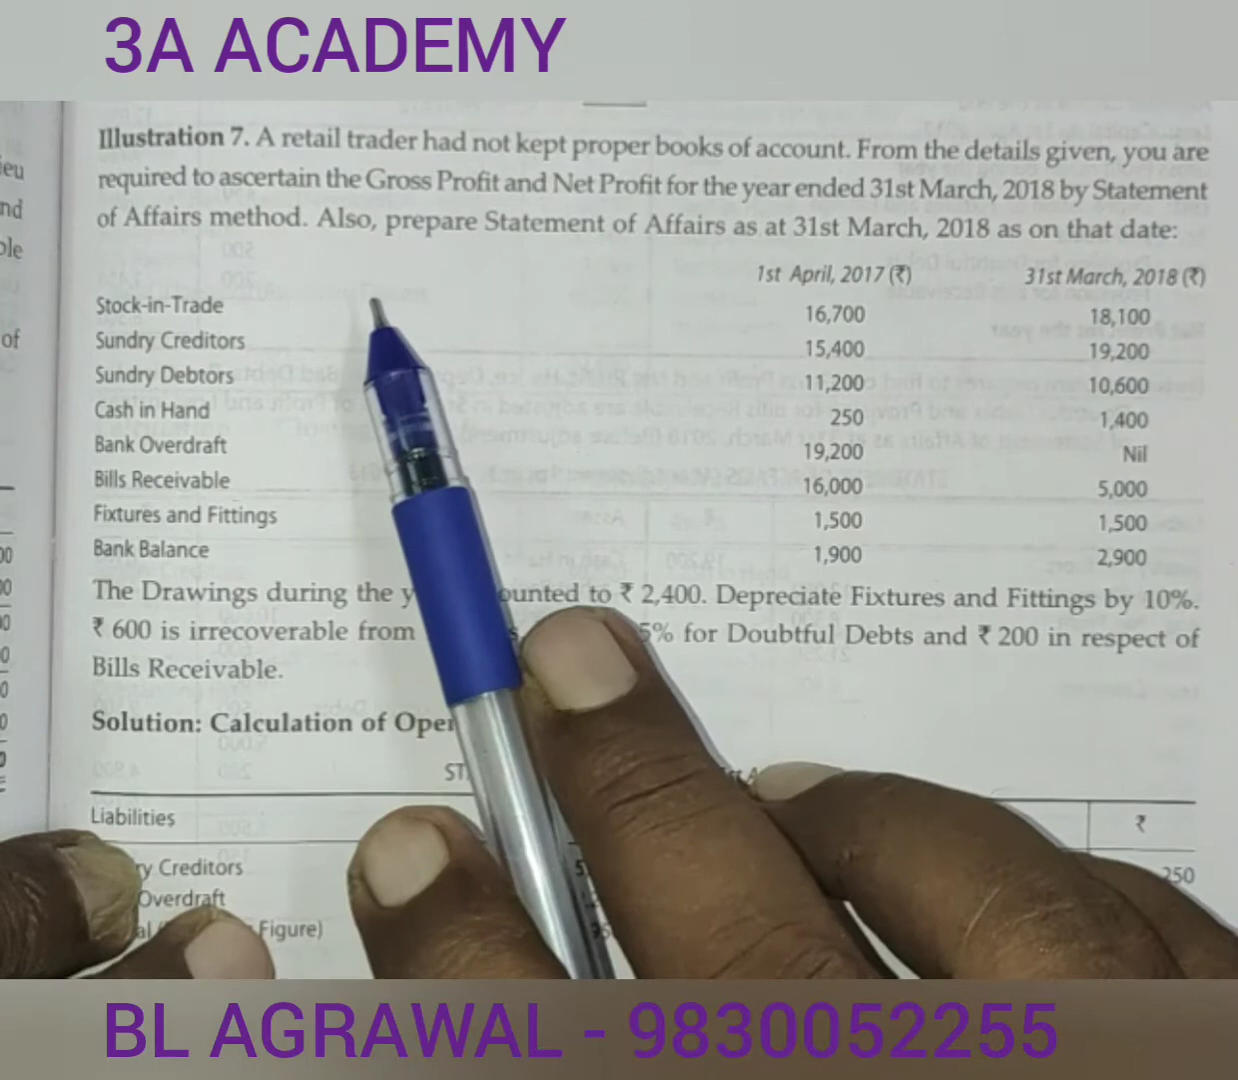 3A ACADEMY
Illustration 7. A retail trader had not kept proper books of account. From the details given, you are
required to ascertain the Gross Profit and Net Profit for the year ended 31st March, 2018 by Statement
of Affairs method. Also, prepare Statement of Affairs as at 31st March, 2018 as on that date:
1st April, 2017 (₹) 31st March, 2018 (₹)
Stock-in-Trade 16,700 18,100
Sundry Creditors 15,400 19,200
Sundry Debtors 11,200 10,600
Cash in Hand 250 1,400
Bank Overdraft 19,200 Nil
Bills Receivable 16,000 5,000
Fixtures and Fittings 1,500 1,500
Bank Balance 1,900 2,900
The Drawings during the y ounted to ₹ 2,400. Depreciate Fixtures and Fittings by 10%.
₹ 600 is irrecoverable from 5% for Doubtful Debts and ₹ 200 in respect of
Bills Receivable.
Solution: Calculation of Oper
ST
Liabilities ₹
ry Creditors 250
Overdraft
Figure)
BL AGRAWAL - 9830052255